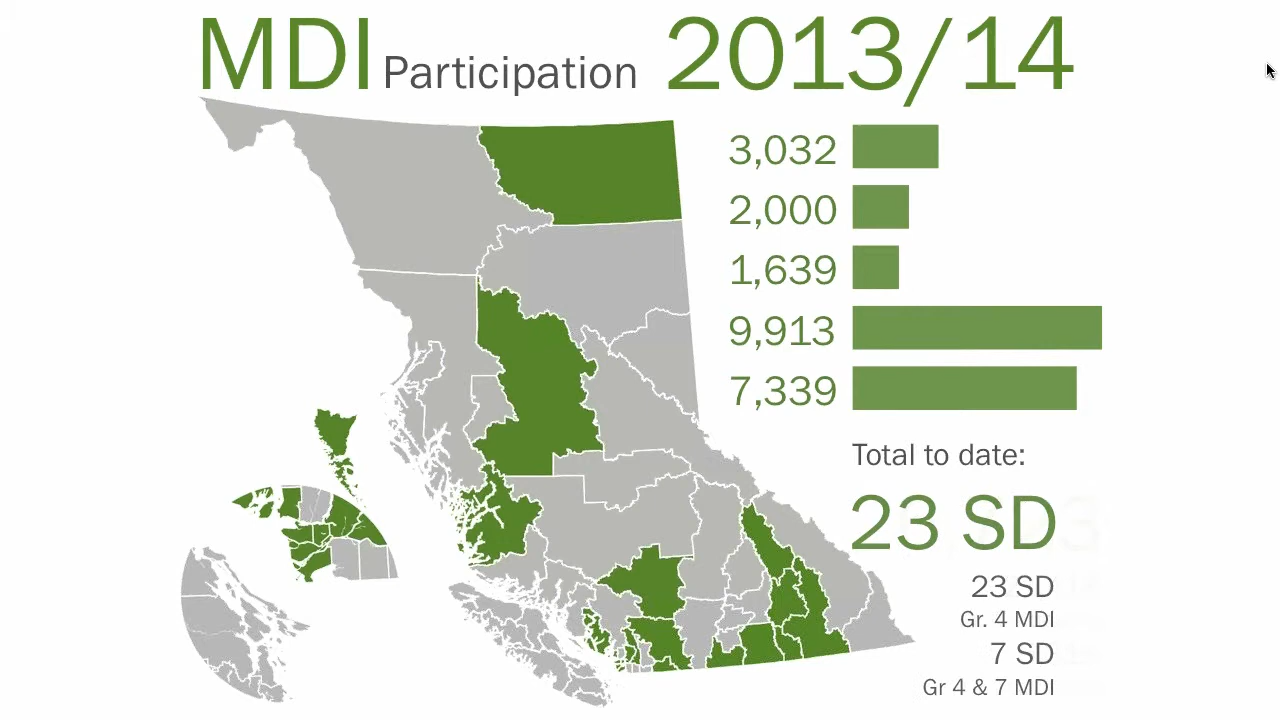 MDI Participation 2013/14
3,032
2,000
1,639
9,913
7,339
Total to date:
23 SD
23 SD
Gr. 4 MDI
7 SD
Gr 4 & 7 MDI